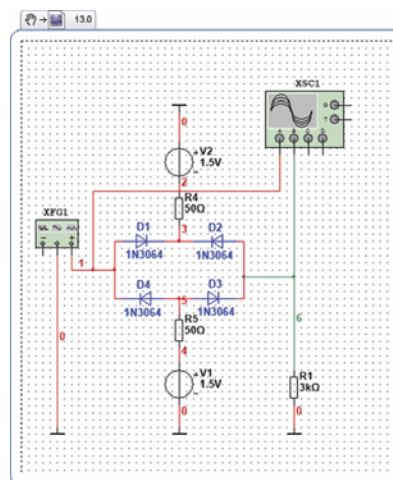 13.0
XSC1
G
T
A B C D
0
+ V2
1.5V
-
2
R4
50Ω
XFG1
3
D1
D2
1N3064
1N3064
1
D4
5
D3
1N3064
1N3064
R5
50Ω
0
6
4
+ V1
1.5V
-
R1
3kΩ
0
0